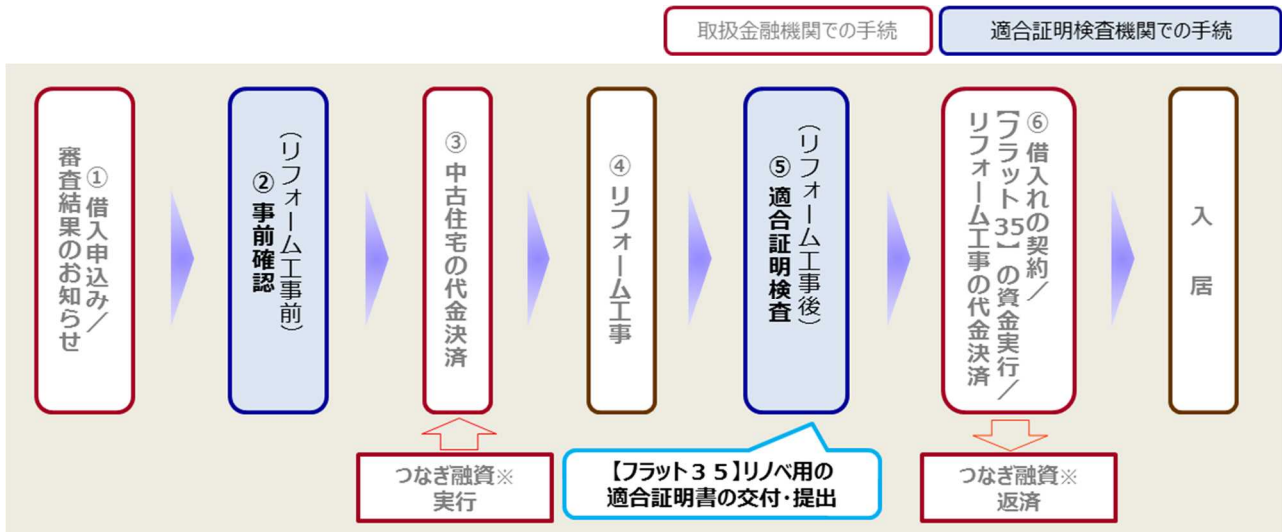 取扱金融機関での手続
適合証明検査機関での手続
①借入申込み／
審査結果のお知らせ
（リフォーム工事前）
②事前確認
③中古住宅の代金決済
④リフォーム工事
（リフォーム工事後）
⑤適合証明検査
⑥借入れの契約／
【フラット35】の資金実行／
リフォーム工事の代金決済
入居
つなぎ融資※
実行
【フラット３５】リノベ用の
適合証明書の交付・提出
つなぎ融資※
返済